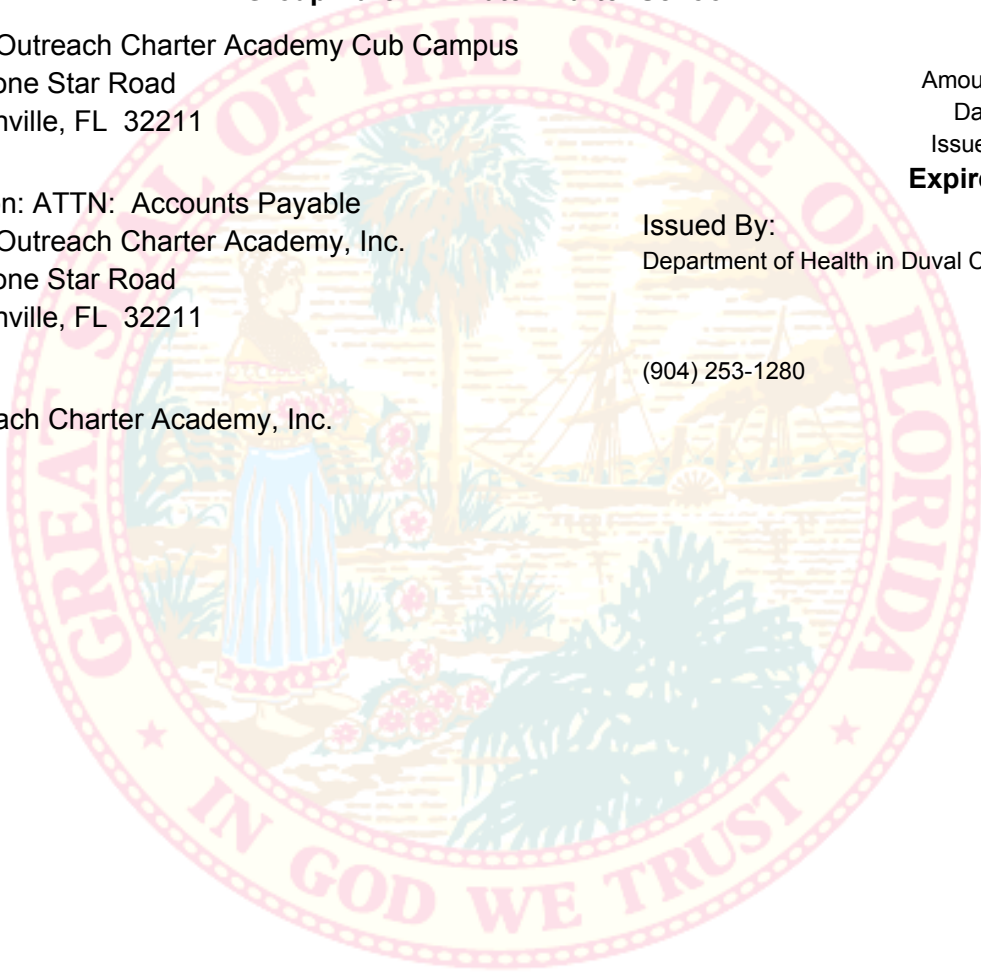 Outreach Charter Academy Cub Campus
one Star Road
nville, FL 32211
Amou
Da
Issue
Expire
on: ATTN: Accounts Payable
Outreach Charter Academy, Inc.
one Star Road
nville, FL 32211
Issued By:
Department of Health in Duval C
(904) 253-1280
ach Charter Academy, Inc.
GREAT SEAL OF THE STATE OF FLORIDA
IN GOD WE TRUST